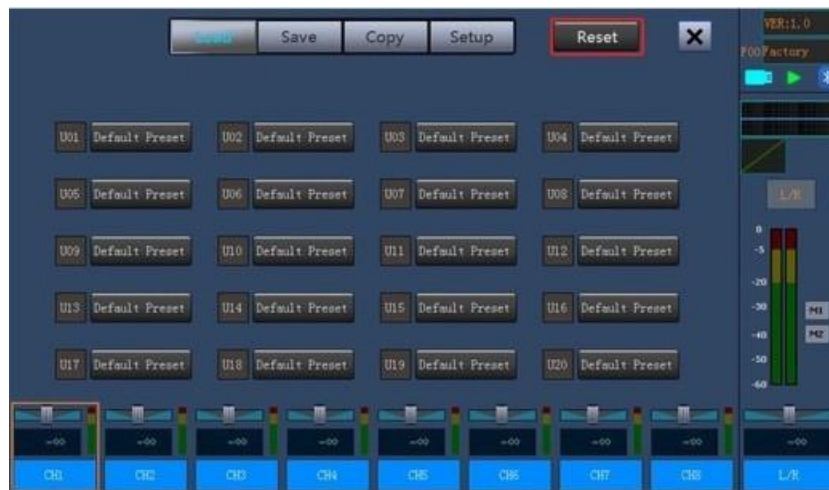 Load Save Copy Setup Reset X
VER:1.0
F00Factory
U01 Default Preset U02 Default Preset U03 Default Preset U04 Default Preset
U05 Default Preset U06 Default Preset U07 Default Preset U08 Default Preset
L/R
U09 Default Preset U10 Default Preset U11 Default Preset U12 Default Preset
0
-5
-20
U13 Default Preset U14 Default Preset U15 Default Preset U16 Default Preset
-30 M1
-40 M2
U17 Default Preset U18 Default Preset U19 Default Preset U20 Default Preset
-50
-60
-∞ -∞ -∞ -∞ -∞ -∞ -∞ -∞ -∞
CH1 CH2 CH3 CH4 CH5 CH6 CH7 CH8 L/R